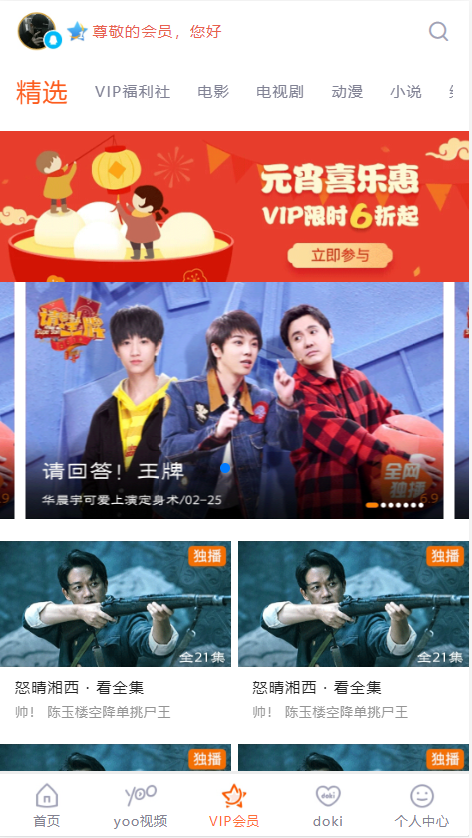 尊敬的会员，您好
精选 VIP福利社 电影 电视剧 动漫 小说
元宵喜乐惠
VIP限时6折起
立即参与
请回答！王牌
华晨宇可爱上演定身术/02-25
全网
独播
6.9
独播
独播
全21集
全21集
怒晴湘西 · 看全集
怒晴湘西 · 看全集
帅！ 陈玉楼空降单挑尸王
帅！ 陈玉楼空降单挑尸王
独播
独播
yoo
doki
首页
yoo视频
VIP会员
doki
个人中心